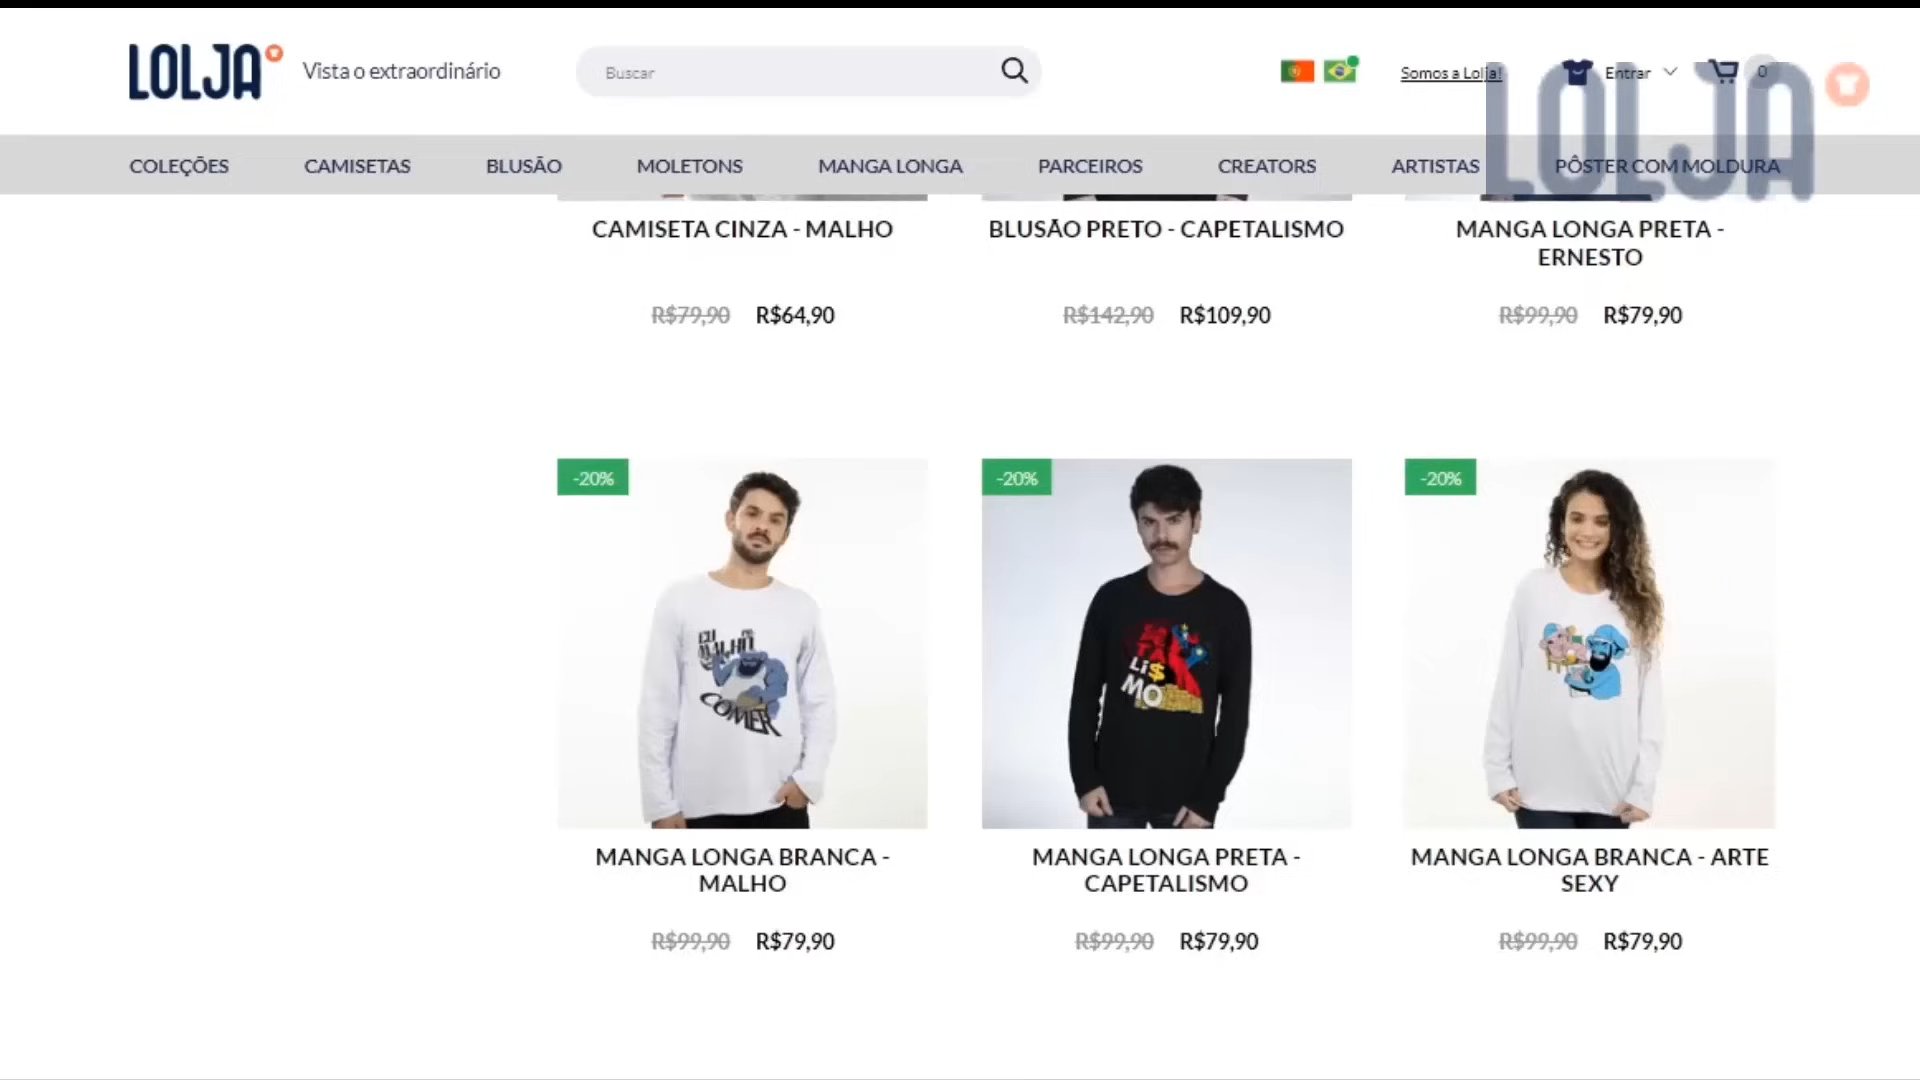 LOLJA
Vista o extraordinário
Buscar
Somos a Lolja!
Entrar
0
LOLJA
COLEÇÕES
CAMISETAS
BLUSÃO
MOLETONS
MANGA LONGA
PARCEIROS
CREATORS
ARTISTAS
PÔSTER COM MOLDURA
CAMISETA CINZA - MALHO
R$79,90 R$64,90
BLUSÃO PRETO - CAPETALISMO
R$142,90 R$109,90
MANGA LONGA PRETA -
ERNESTO
R$99,90 R$79,90
-20%
COMER
MANGA LONGA BRANCA -
MALHO
R$99,90 R$79,90
-20%
TA
Li$
MO
MANGA LONGA PRETA -
CAPETALISMO
R$99,90 R$79,90
-20%
MANGA LONGA BRANCA - ARTE
SEXY
R$99,90 R$79,90